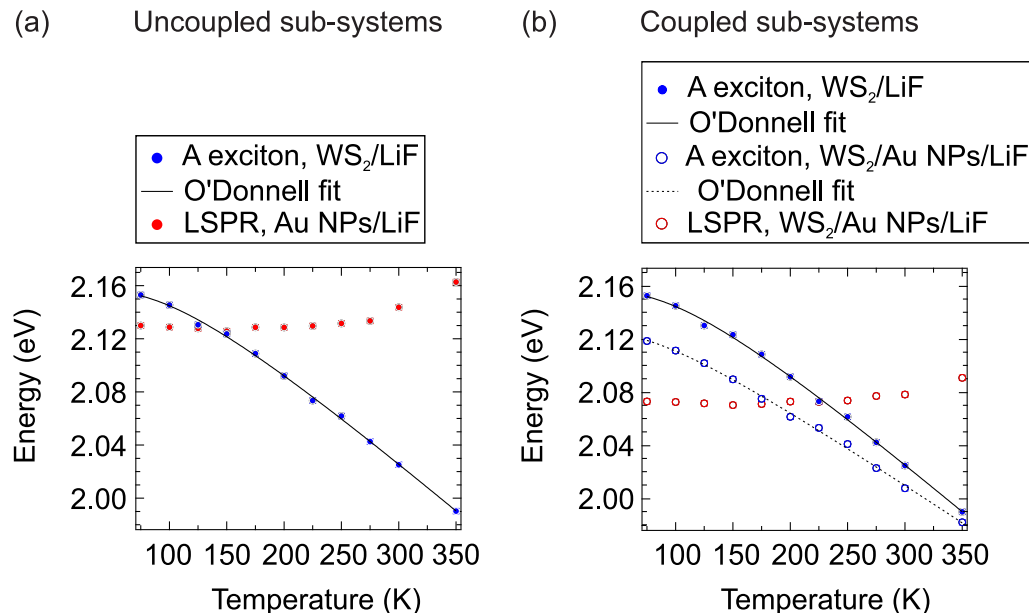 (a) Uncoupled sub-systems
A exciton, WS₂/LiF
O'Donnell fit
LSPR, Au NPs/LiF
Energy (eV)
2.16
2.12
2.08
2.04
2.00
100 150 200 250 300 350
Temperature (K)
(b) Coupled sub-systems
A exciton, WS₂/LiF
O'Donnell fit
A exciton, WS₂/Au NPs/LiF
O'Donnell fit
LSPR, WS₂/Au NPs/LiF
Energy (eV)
2.16
2.12
2.08
2.04
2.00
100 150 200 250 300 350
Temperature (K)